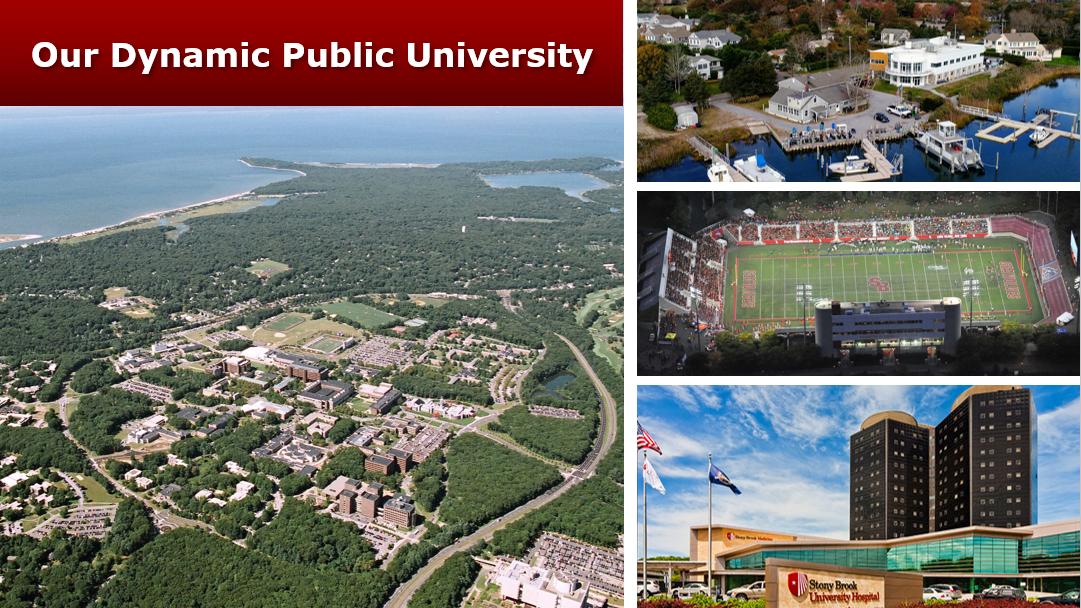 Our Dynamic Public University
Stony Brook Medicine
Stony Brook
University Hospital